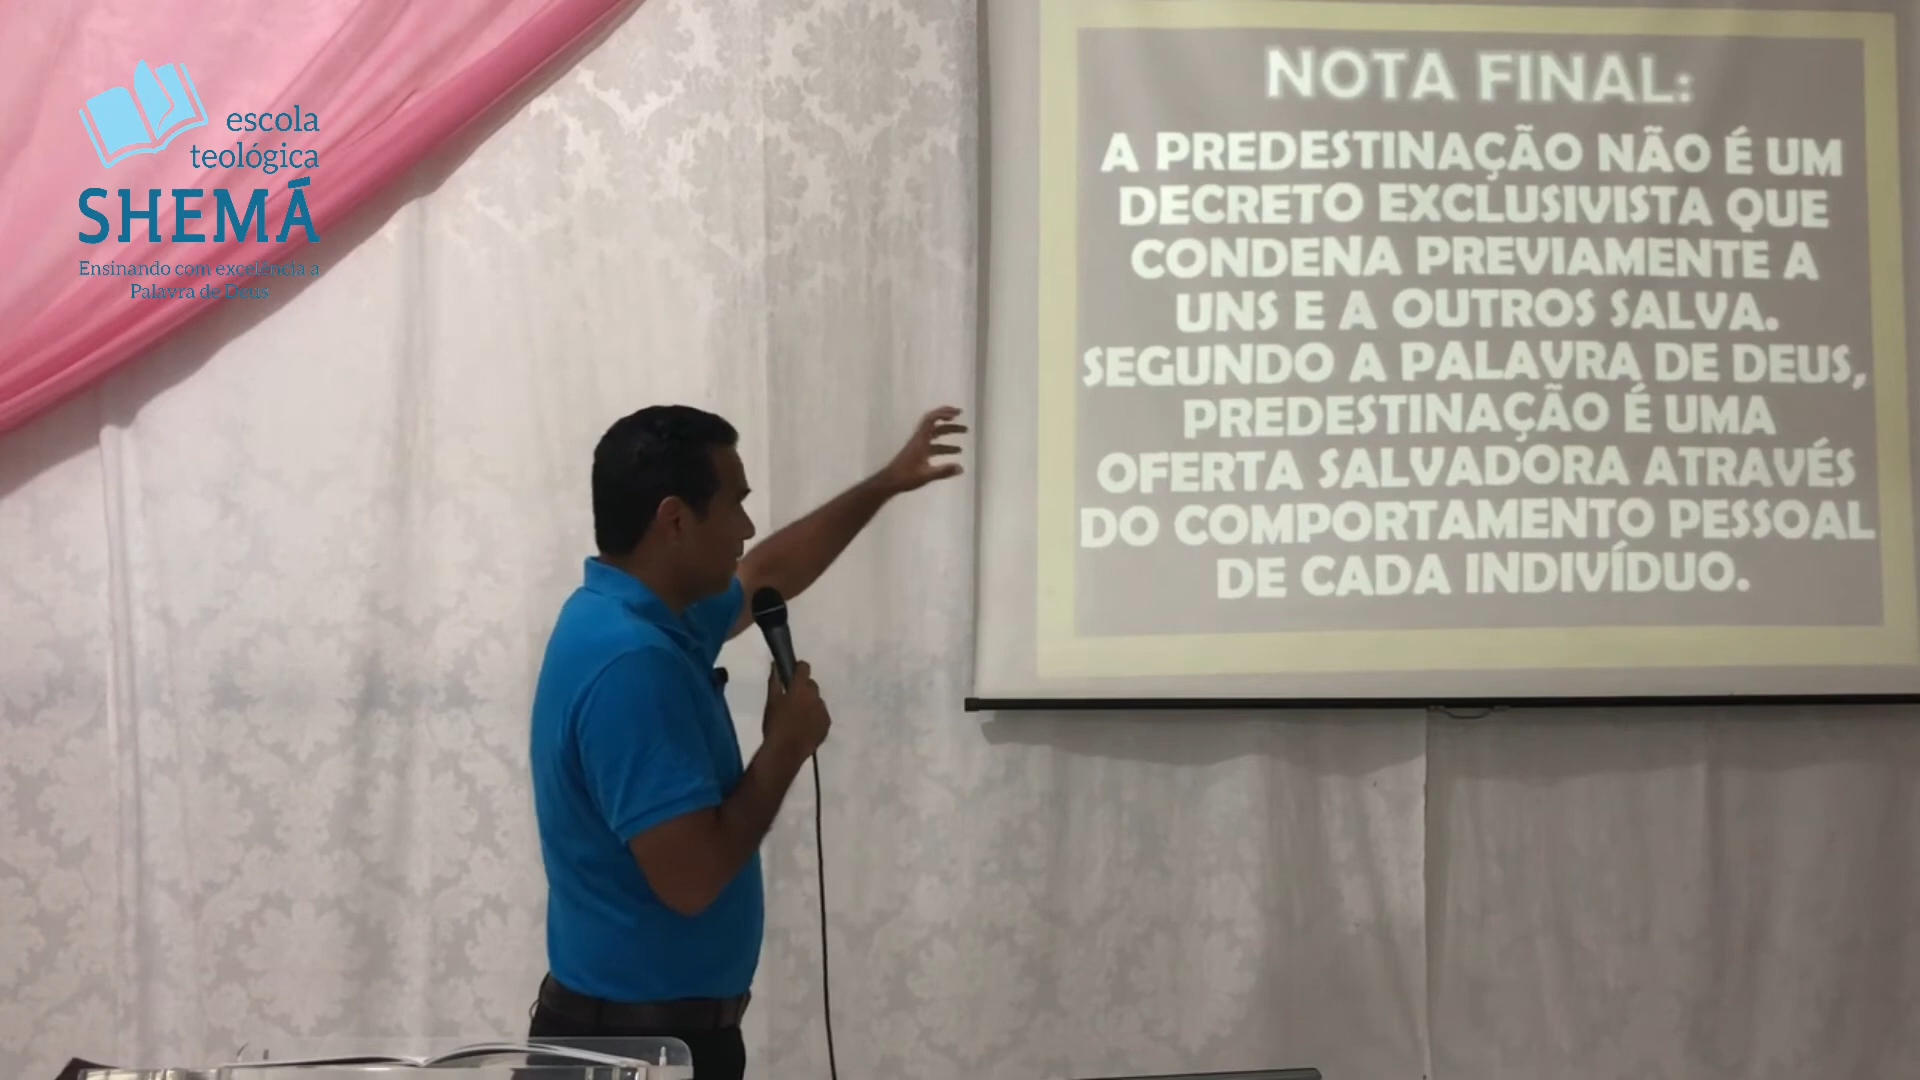 escola
teológica
SHEMÁ
Ensinando com excelência a
Palavra de Deus
NOTA FINAL:
A PREDESTINAÇÃO NÃO É UM
DECRETO EXCLUSIVISTA QUE
CONDENA PREVIAMENTE A
UNS E A OUTROS SALVA.
SEGUNDO A PALAVRA DE DEUS,
PREDESTINAÇÃO É UMA
OFERTA SALVADORA ATRAVÉS
DO COMPORTAMENTO PESSOAL
DE CADA INDIVÍDUO.